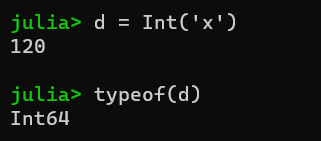 julia> d = Int('x')
120
julia> typeof(d)
Int64